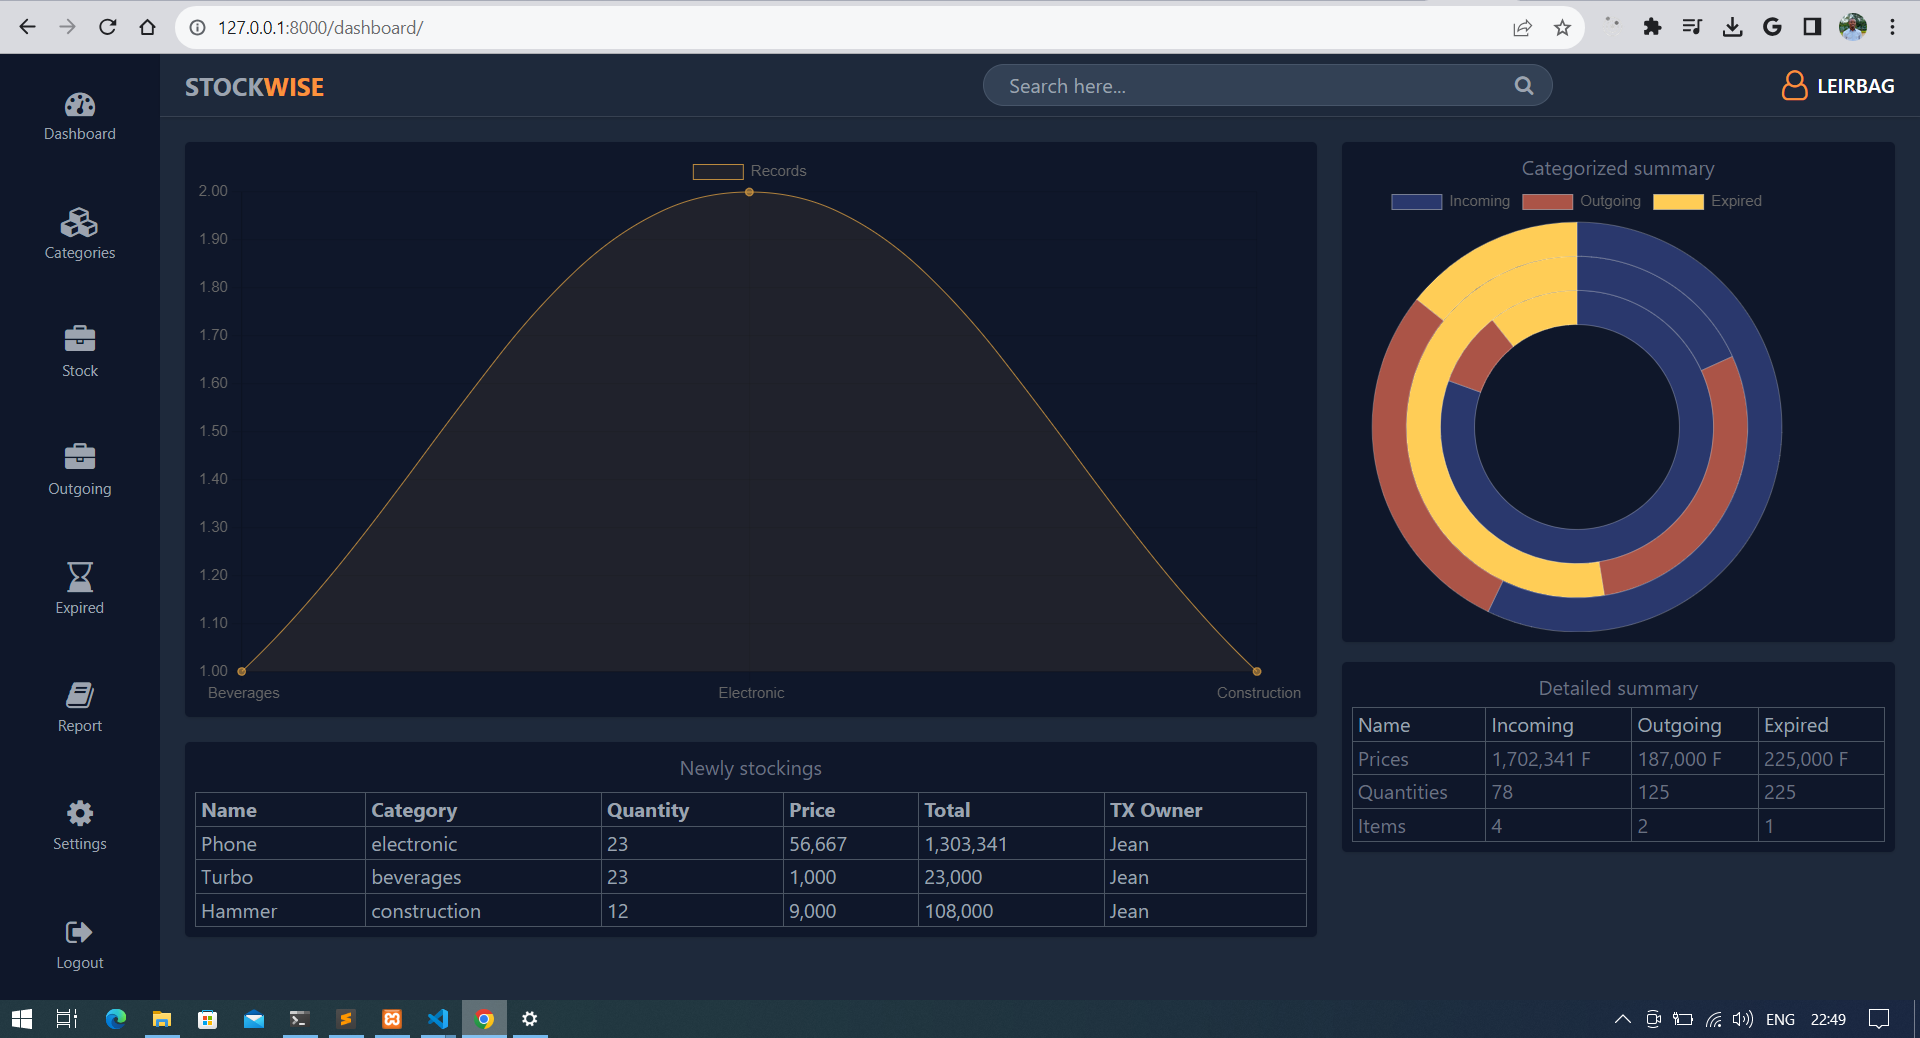 127.0.0.1:8000/dashboard/
STOCKWISE
Search here...
LEIRBAG
Dashboard
Categories
Stock
Outgoing
Expired
Report
Settings
Logout
Records
2.00
1.90
1.80
1.70
1.60
1.50
1.40
1.30
1.20
1.10
1.00
Beverages Electronic Construction
Categorized summary
Incoming Outgoing Expired
Newly stockings
Name Category Quantity Price Total TX Owner
Phone electronic 23 56,667 1,303,341 Jean
Turbo beverages 23 1,000 23,000 Jean
Hammer construction 12 9,000 108,000 Jean
Detailed summary
Name Incoming Outgoing Expired
Prices 1,702,341 F 187,000 F 225,000 F
Quantities 78 125 225
Items 4 2 1
ENG 22:49